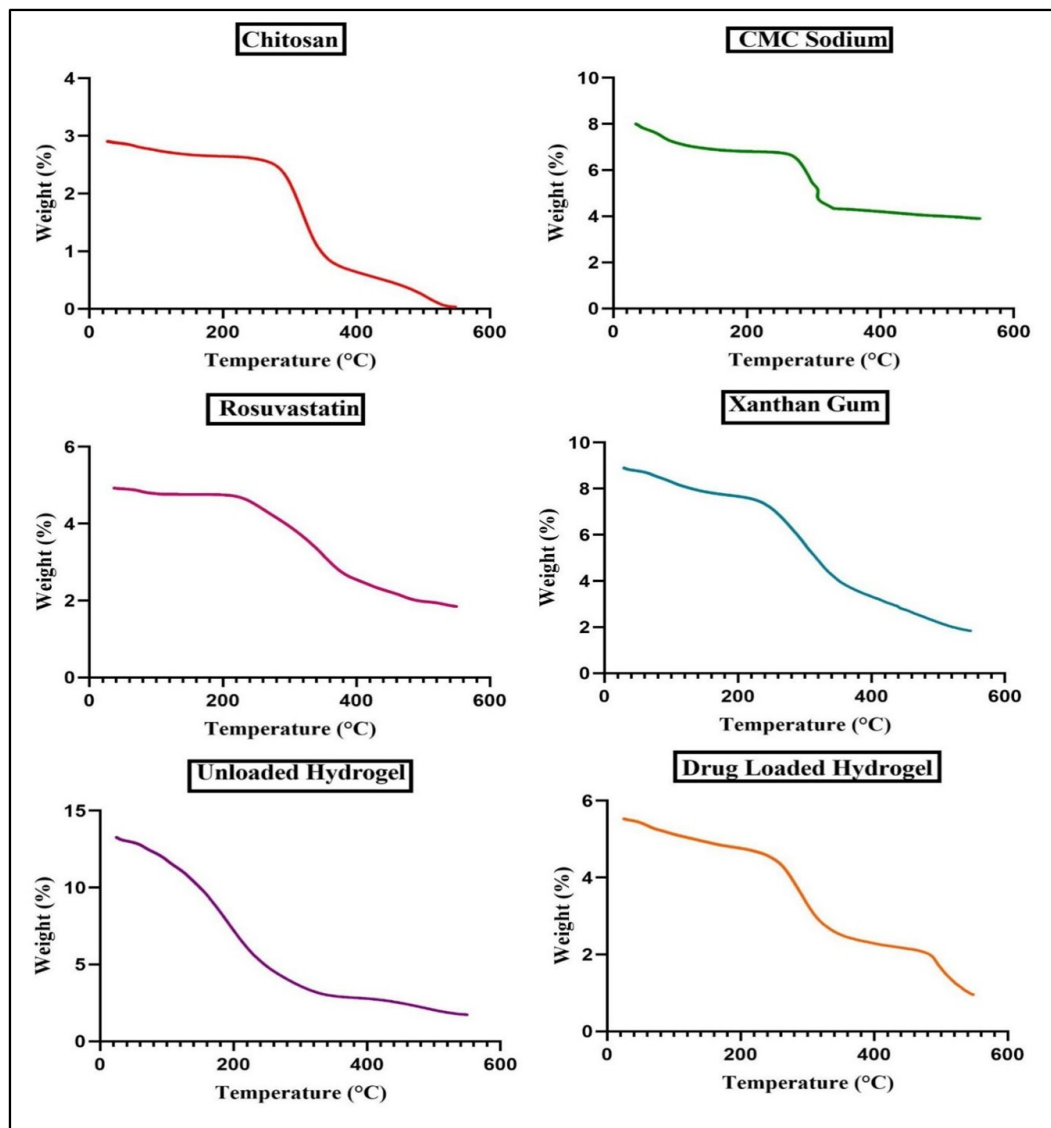 Chitosan
Weight (%)
4
3
2
1
0
0 200 400 600
Temperature (°C)
CMC Sodium
Weight (%)
10
8
6
4
2
0
0 200 400 600
Temperature (°C)
Rosuvastatin
Weight (%)
6
4
2
0
0 200 400 600
Temperature (°C)
Xanthan Gum
Weight (%)
10
8
6
4
2
0
0 200 400 600
Temperature (°C)
Unloaded Hydrogel
Weight (%)
15
10
5
0
0 200 400 600
Temperature (°C)
Drug Loaded Hydrogel
Weight (%)
6
4
2
0
0 200 400 600
Temperature (°C)